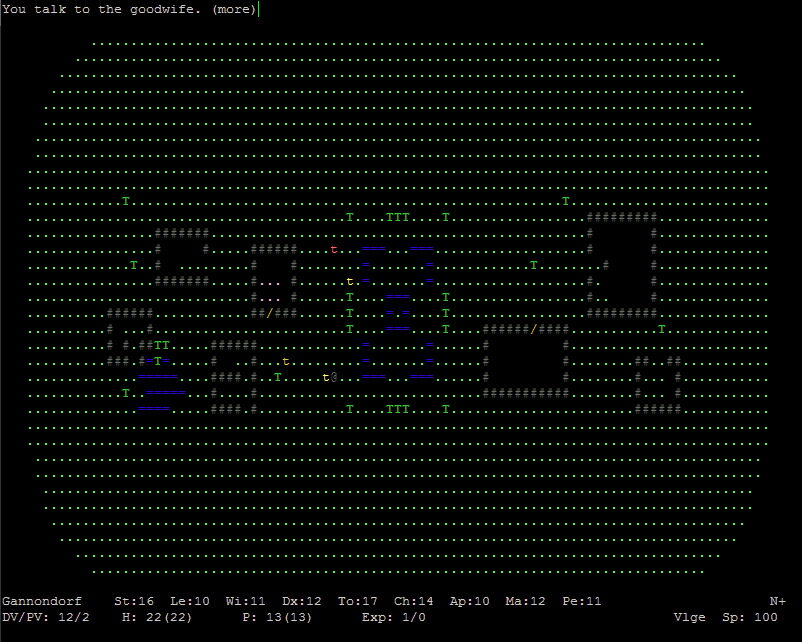 You talk to the goodwife. (more)
Gannondorf St:16 Le:10 Wi:11 Dx:12 To:17 Ch:14 Ap:10 Ma:12 Pe:11 N+
DV/PV: 12/2 H: 22(22) P: 13(13) Exp: 1/0 Vlge Sp: 100